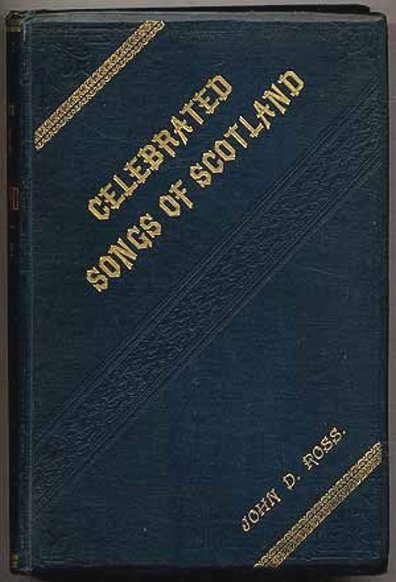 CELEBRATED
SONGS OF SCOTLAND
JOHN D. ROSS.